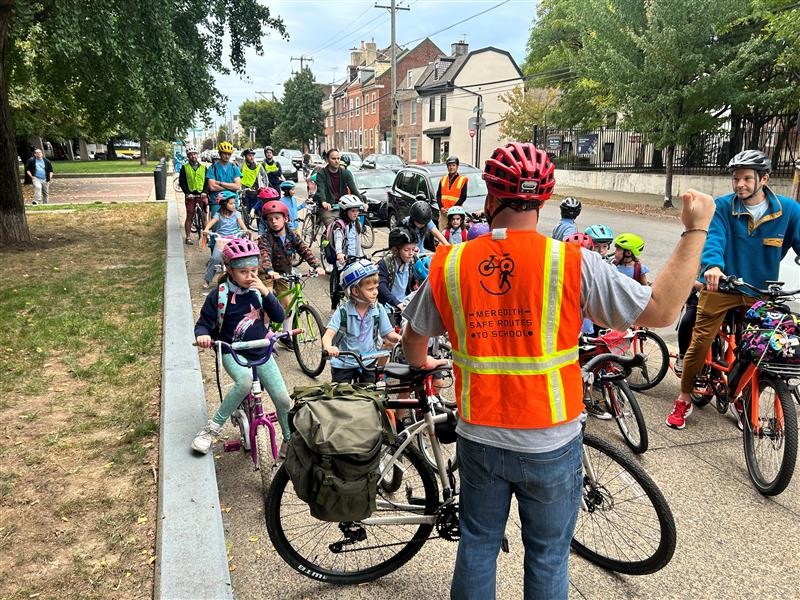 -MEREDITH-
SAFE ROUTES
-TO SCHOOL-